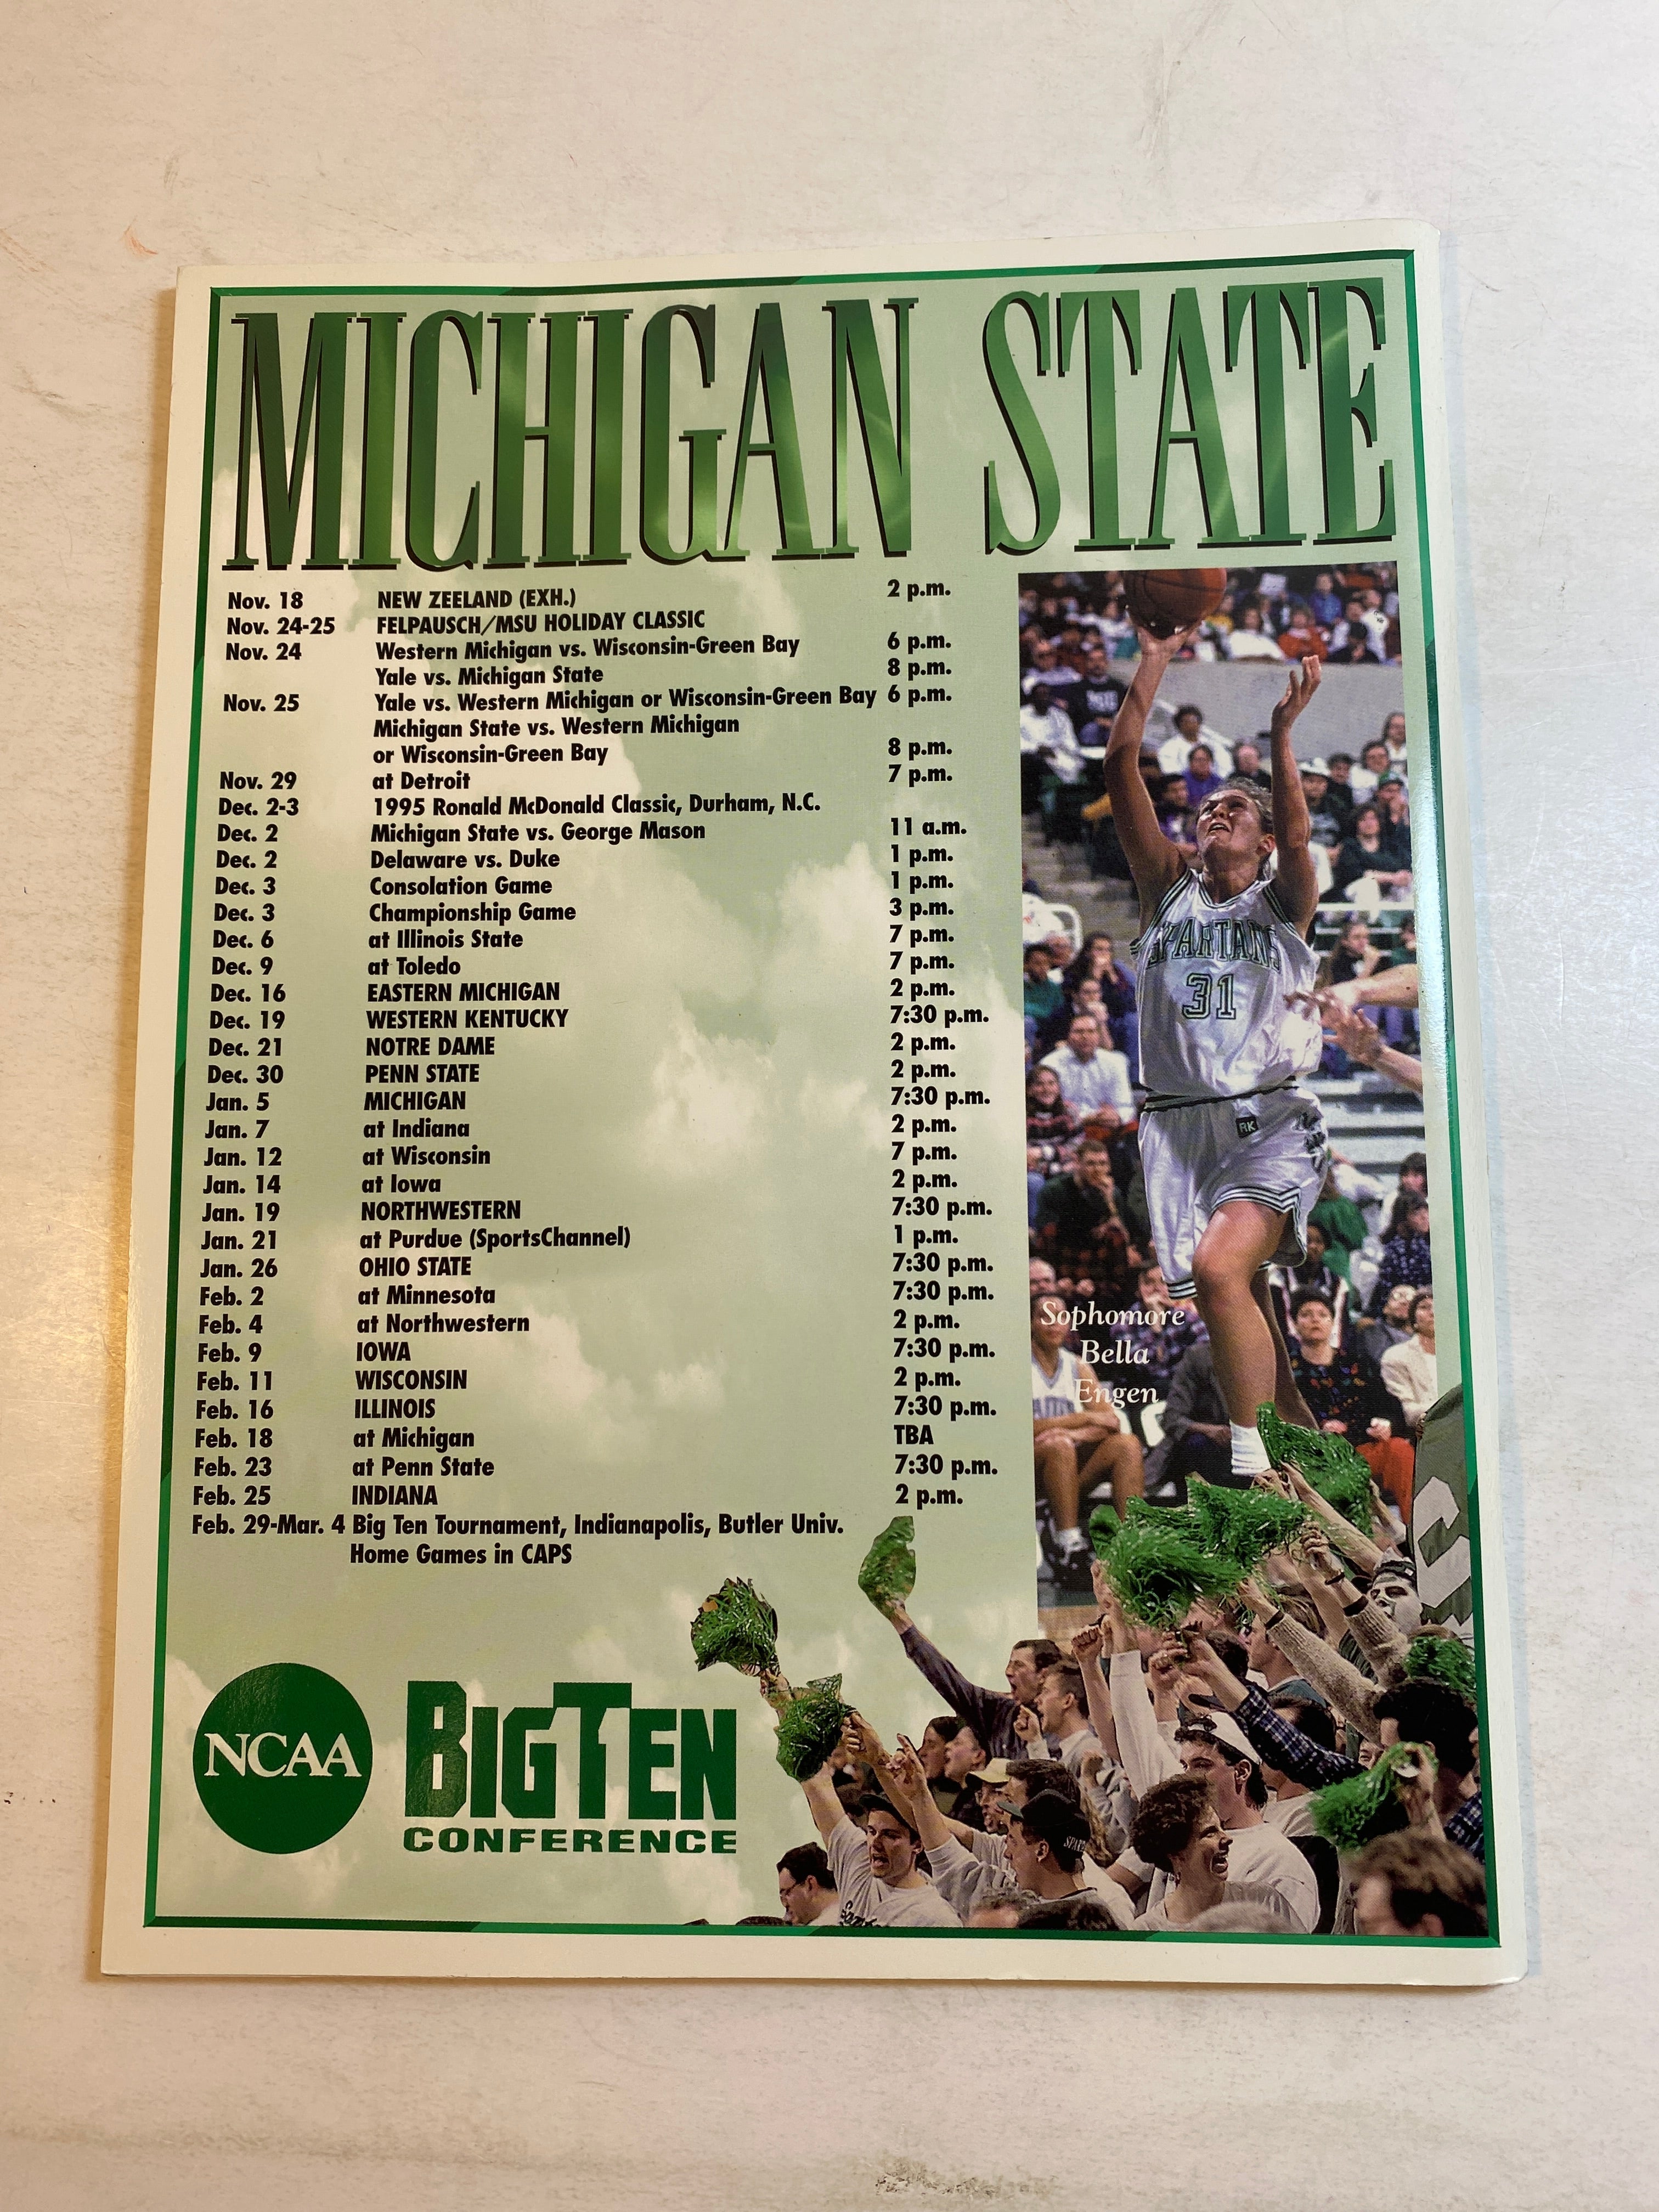 MICHIGAN STATE
Nov. 18 NEW ZEELAND (EXH.) 2 p.m.
Nov. 24-25 FELPAUSCH/MSU HOLIDAY CLASSIC
Nov. 24 Western Michigan vs. Wisconsin-Green Bay 6 p.m.
Yale vs. Michigan State 8 p.m.
Nov. 25 Yale vs. Western Michigan or Wisconsin-Green Bay 6 p.m.
Michigan State vs. Western Michigan
or Wisconsin-Green Bay 8 p.m.
Nov. 29 at Detroit 7 p.m.
Dec. 2-3 1995 Ronald McDonald Classic, Durham, N.C.
Dec. 2 Michigan State vs. George Mason 11 a.m.
Dec. 2 Delaware vs. Duke 1 p.m.
Dec. 3 Consolation Game 1 p.m.
Dec. 3 Championship Game 3 p.m.
Dec. 6 at Illinois State 7 p.m.
Dec. 9 at Toledo 7 p.m.
Dec. 16 EASTERN MICHIGAN 2 p.m.
Dec. 19 WESTERN KENTUCKY 7:30 p.m.
Dec. 21 NOTRE DAME 2 p.m.
Dec. 30 PENN STATE 2 p.m.
Jan. 5 MICHIGAN 7:30 p.m.
Jan. 7 at Indiana 2 p.m.
Jan. 12 at Wisconsin 7 p.m.
Jan. 14 at Iowa 2 p.m.
Jan. 19 NORTHWESTERN 7:30 p.m.
Jan. 21 at Purdue (SportsChannel) 1 p.m.
Jan. 26 OHIO STATE 7:30 p.m.
Feb. 2 at Minnesota 7:30 p.m.
Feb. 4 at Northwestern 2 p.m.
Feb. 9 IOWA 7:30 p.m.
Feb. 11 WISCONSIN 2 p.m.
Feb. 16 ILLINOIS 7:30 p.m.
Feb. 18 at Michigan TBA
Feb. 23 at Penn State 7:30 p.m.
Feb. 25 INDIANA 2 p.m.
Feb. 29-Mar. 4 Big Ten Tournament, Indianapolis, Butler Univ.
Home Games in CAPS
SPARTANS
31
RK
Sophomore
Bella
Engen
S
NCAA
BIG TEN
CONFERENCE